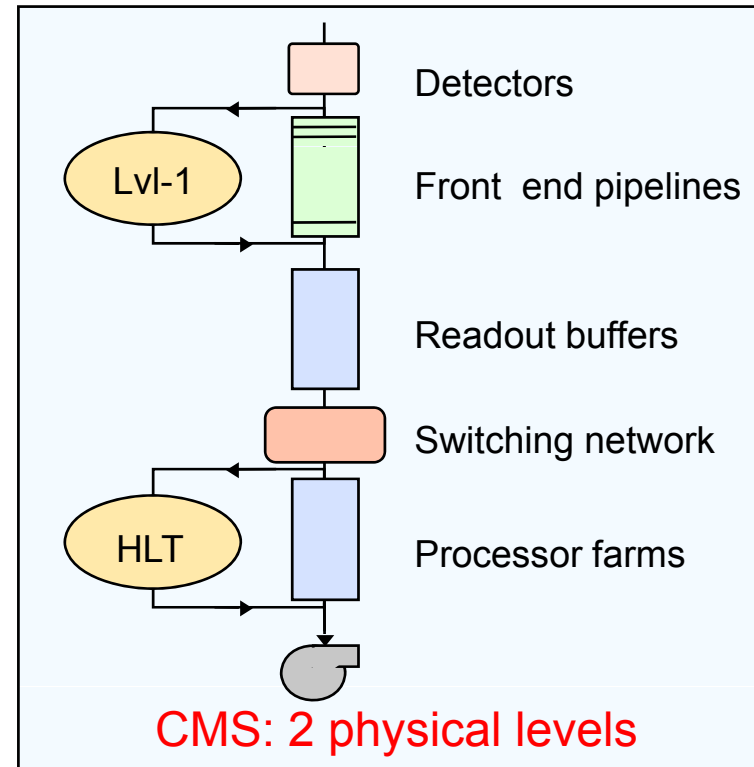 Detectors
Lvl-1
Front end pipelines
Readout buffers
Switching network
HLT
Processor farms
CMS: 2 physical levels